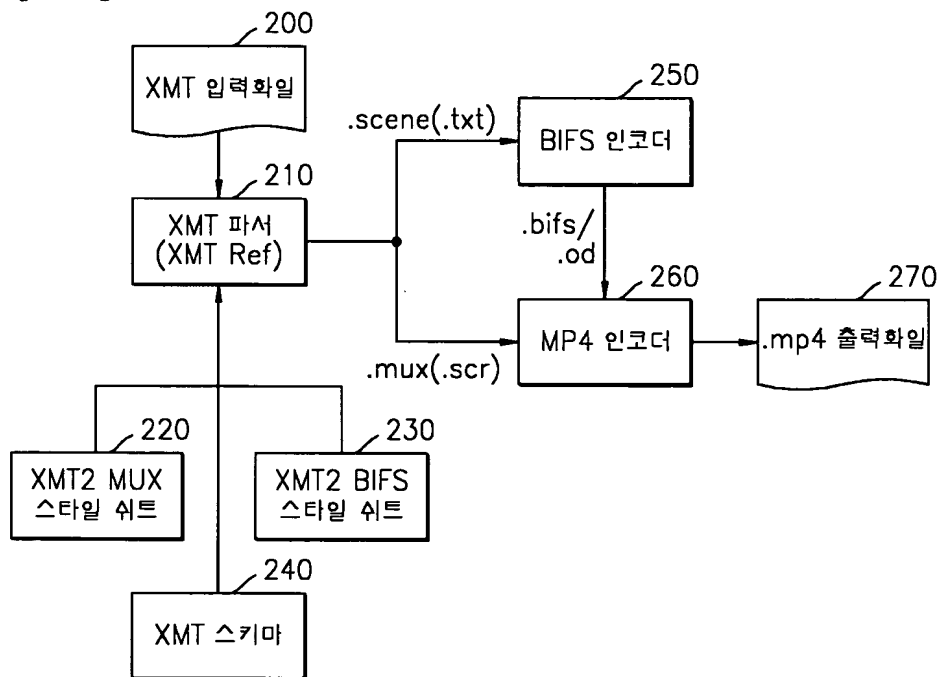 200
XMT 입력화일
250
.scene(.txt)
BIFS 인코더
210
XMT 파서
(XMT Ref)
.bifs/
.od
260
270
MP4 인코더
.mp4 출력화일
.mux(.scr)
220
230
XMT2 MUX
스타일 쉬트
XMT2 BIFS
스타일 쉬트
240
XMT 스키마